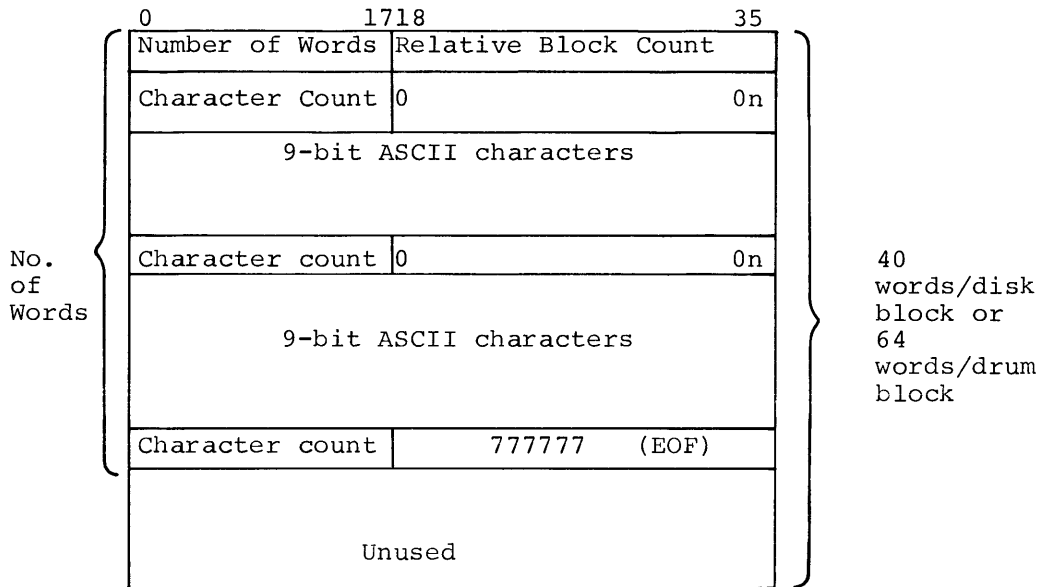 0 1718 35
Number of Words Relative Block Count
Character Count 0 0n
9-bit ASCII characters
Character count 0 0n
No.
of
Words
40
words/disk
block or
64
words/drum
block
9-bit ASCII characters
Character count 777777 (EOF)
Unused